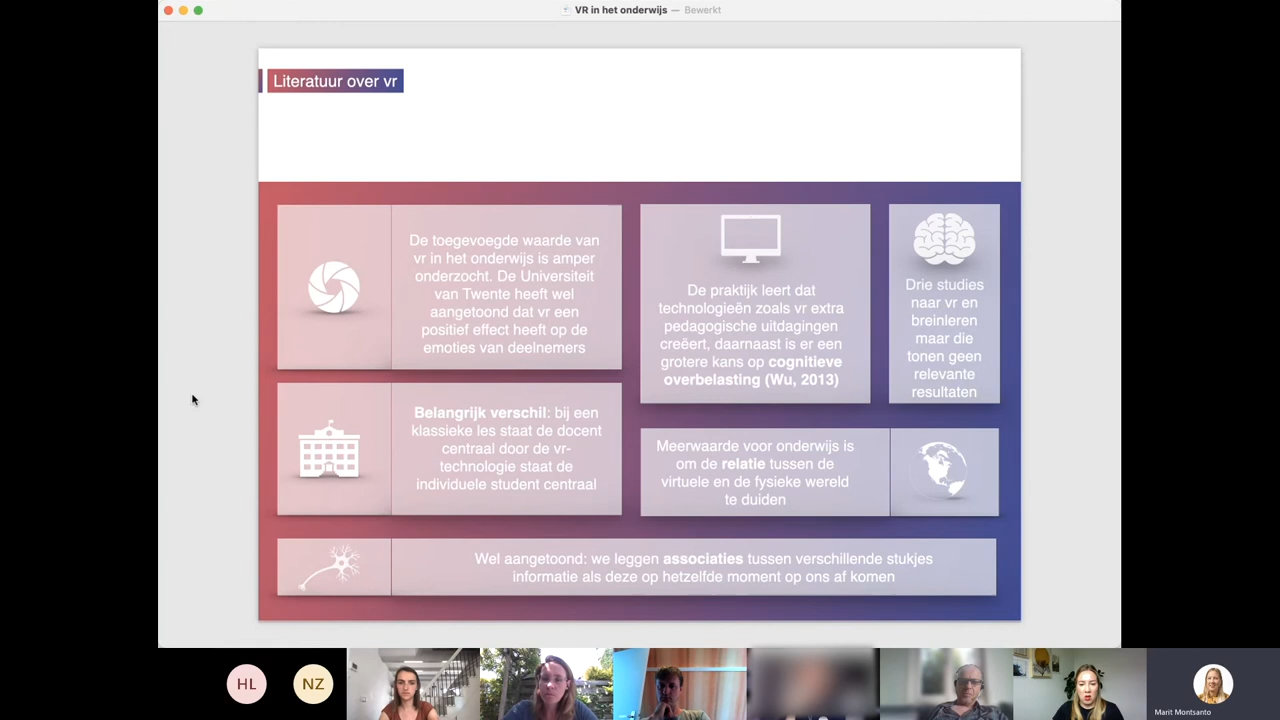 VR in het onderwijs — Bewerkt
Literatuur over vr
De toegevoegde waarde van
vr in het onderwijs is amper
onderzocht. De Universiteit
van Twente heeft wel
aangetoond dat vr een
positief effect heeft op de
emoties van deelnemers
De praktijk leert dat
technologieën zoals vr extra
pedagogische uitdagingen
creëert, daarnaast is er een
grotere kans op cognitieve
overbelasting (Wu, 2013)
Drie studies
naar vr en
breinleren
maar die
tonen geen
relevante
resultaten
Belangrijk verschil: bij een
klassieke les staat de docent
centraal door de vr-
technologie staat de
individuele student centraal
Meerwaarde voor onderwijs is
om de relatie tussen de
virtuele en de fysieke wereld
te duiden
Wel aangetoond: we leggen associaties tussen verschillende stukjes
informatie als deze op hetzelfde moment op ons af komen
HL
NZ
Marit Montsanto